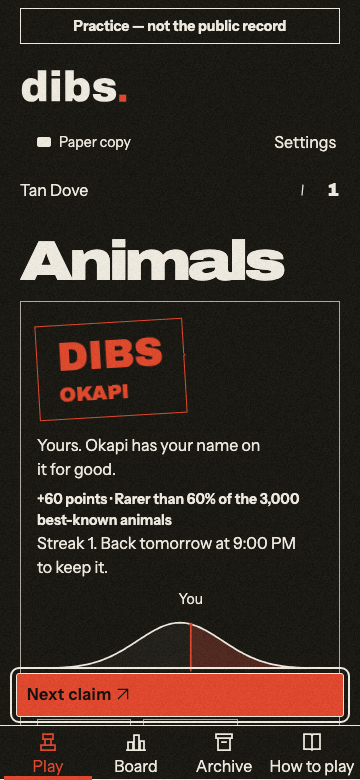 Practice — not the public record
dibs.
Paper copy
Settings
Tan Dove
/ 1
Animals
DIBS
OKAPI
Yours. Okapi has your name on
it for good.
+60 points · Rarer than 60% of the 3,000
best-known animals
Streak 1. Back tomorrow at 9:00 PM
to keep it.
You
Next claim ↗
Play
Board
Archive
How to play